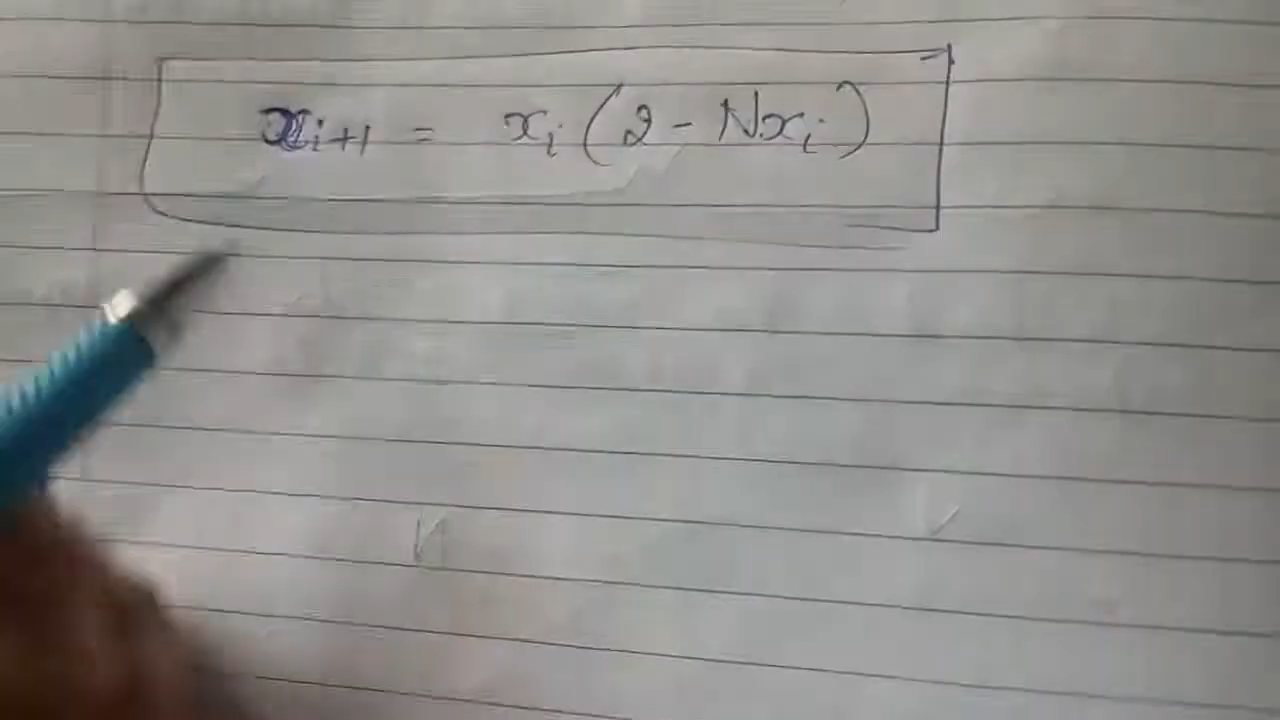 x_{i+1} = x_i (2 - Nx_i)